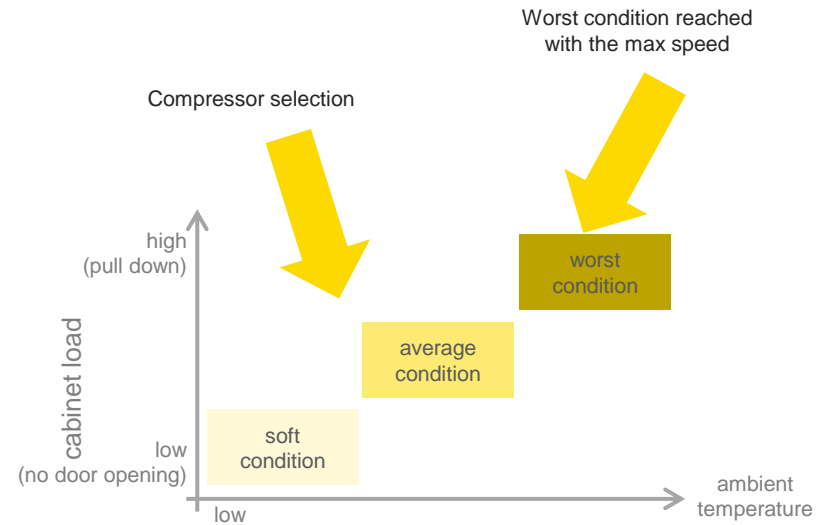 Worst condition reached
with the max speed
Compressor selection
high
(pull down)
worst
condition
cabinet load
average
condition
soft
condition
low
(no door opening)
low
ambient
temperature